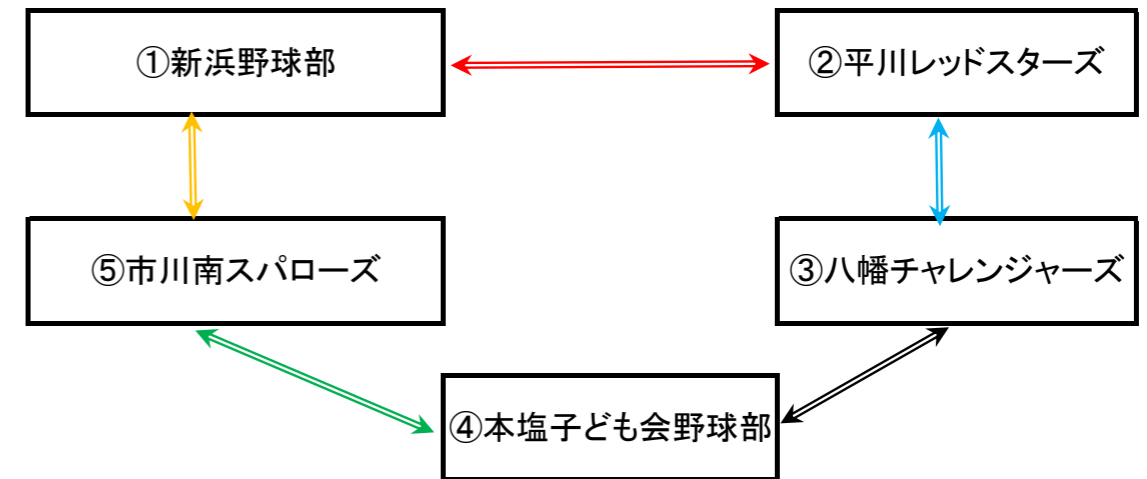 ①新浜野球部
②平川レッドスターズ
⑤市川南スパローズ
③八幡チャレンジャーズ
④本塩子ども会野球部